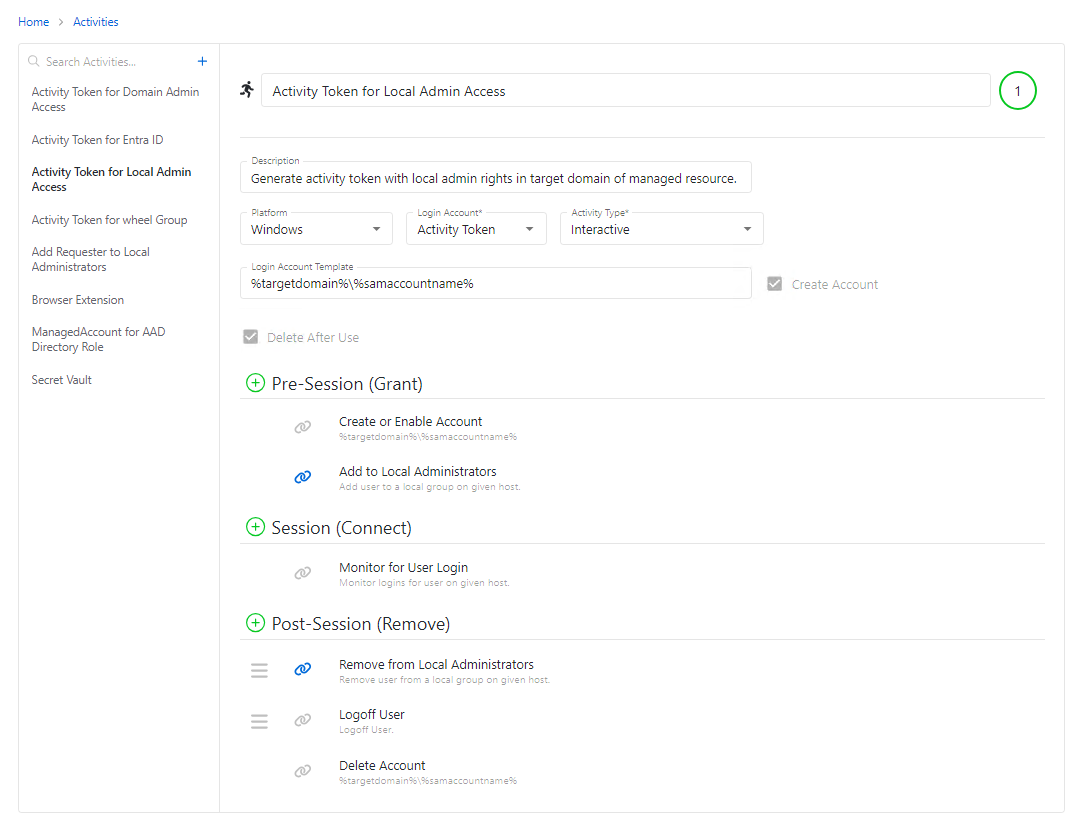 Home > Activities
Search Activities...
+
Activity Token for Domain Admin
Access
Activity Token for Entra ID
Activity Token for Local Admin
Access
Activity Token for wheel Group
Add Requester to Local
Administrators
Browser Extension
ManagedAccount for AAD
Directory Role
Secret Vault
Activity Token for Local Admin Access
1
Description
Generate activity token with local admin rights in target domain of managed resource.
Platform
Windows
Login Account*
Activity Token
Activity Type*
Interactive
Login Account Template
%targetdomain%\%samaccountname%
Create Account
Delete After Use
Pre-Session (Grant)
Create or Enable Account
%targetdomain%\%samaccountname%
Add to Local Administrators
Add user to a local group on given host.
Session (Connect)
Monitor for User Login
Monitor logins for user on given host.
Post-Session (Remove)
Remove from Local Administrators
Remove user from a local group on given host.
Logoff User
Logoff User.
Delete Account
%targetdomain%\%samaccountname%